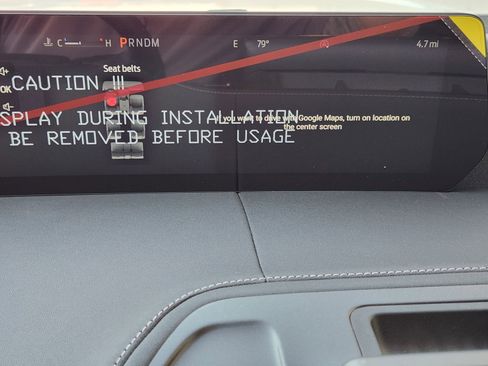 C H PRNDM E 79° 4.7 mi
Seat belts
OK
CAUTION !!!
SPLAY DURING INSTALLATION
you want to drive with Google Maps, turn on location on
the center screen
BE REMOVED BEFORE USAGE